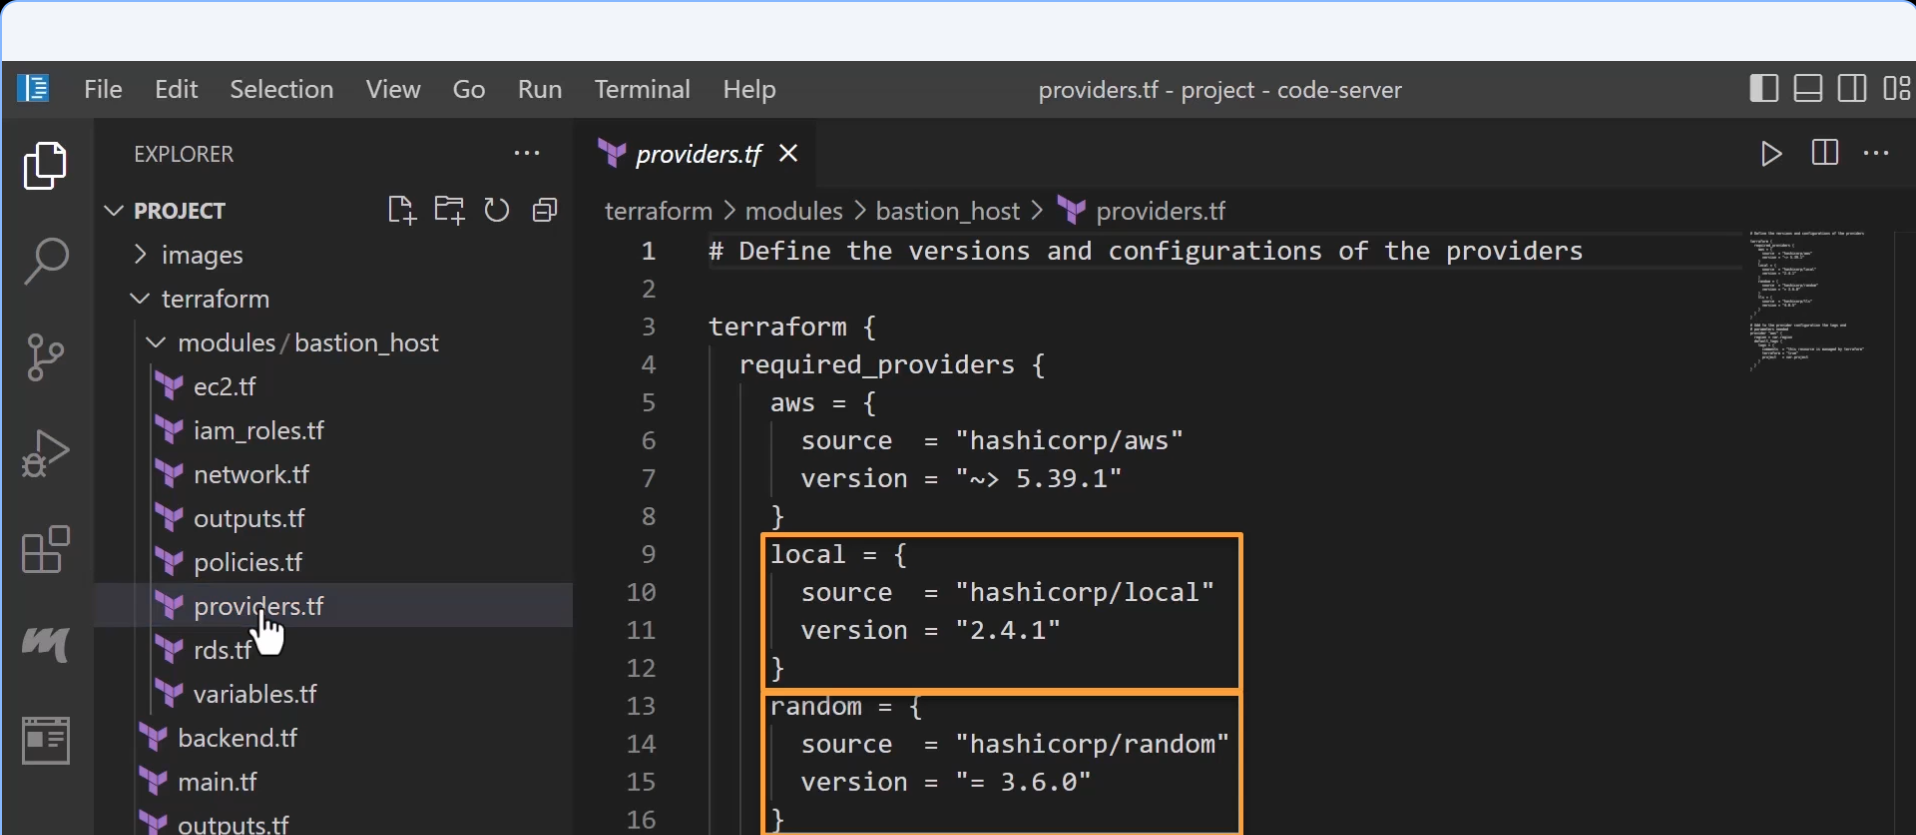 File Edit Selection View Go Run Terminal Help providers.tf - project - code-server
EXPLORER
PROJECT
images
terraform
modules / bastion_host
ec2.tf
iam_roles.tf
network.tf
outputs.tf
policies.tf
providers.tf
rds.tf
variables.tf
backend.tf
main.tf
outputs.tf
providers.tf
terraform > modules > bastion_host > providers.tf
1 # Define the versions and configurations of the providers
2
3 terraform {
4 required_providers {
5 aws = {
6 source = "hashicorp/aws"
7 version = "~> 5.39.1"
8 }
9 local = {
10 source = "hashicorp/local"
11 version = "2.4.1"
12 }
13 random = {
14 source = "hashicorp/random"
15 version = "= 3.6.0"
16 }